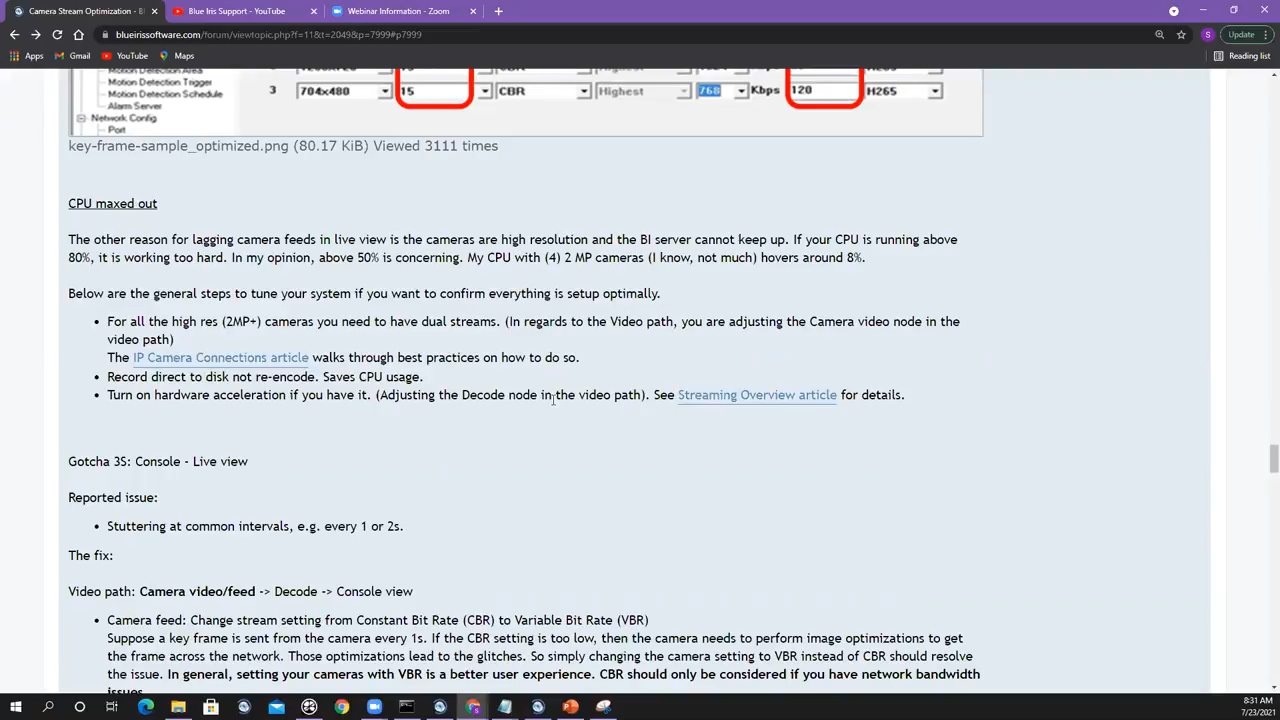 Camera Stream Optimization - Bl
Blue Iris Support - YouTube
Webinar Information - Zoom
blueirissoftware.com/forum/viewtopic.php?f=11&t=2049&p=7999#p7999
S
Update
Apps
Gmail
YouTube
Maps
Reading list
Motion Detection Trigger
Motion Detection Schedule
Alarm Server
Network Config
Port
CBR
H265
3 704x480 15 CBR Highest 768 Kbps 120 H265
key-frame-sample_optimized.png (80.17 KiB) Viewed 3111 times
CPU maxed out
The other reason for lagging camera feeds in live view is the cameras are high resolution and the BI server cannot keep up. If your CPU is running above
80%, it is working too hard. In my opinion, above 50% is concerning. My CPU with (4) 2 MP cameras (I know, not much) hovers around 8%.
Below are the general steps to tune your system if you want to confirm everything is setup optimally.
• For all the high res (2MP+) cameras you need to have dual streams. (In regards to the Video path, you are adjusting the Camera video node in the
video path)
The IP Camera Connections article walks through best practices on how to do so.
• Record direct to disk not re-encode. Saves CPU usage.
• Turn on hardware acceleration if you have it. (Adjusting the Decode node in the video path). See Streaming Overview article for details.
Gotcha 3S: Console - Live view
Reported issue:
• Stuttering at common intervals, e.g. every 1 or 2s.
The fix:
Video path: Camera video/feed -> Decode -> Console view
• Camera feed: Change stream setting from Constant Bit Rate (CBR) to Variable Bit Rate (VBR)
Suppose a key frame is sent from the camera every 1s. If the CBR setting is too low, then the camera needs to perform image optimizations to get
the frame across the network. Those optimizations lead to the glitches. So simply changing the camera setting to VBR instead of CBR should resolve
the issue. In general, setting your cameras with VBR is a better user experience. CBR should only be considered if you have network bandwidth
issues.
8:31 AM
7/23/2021